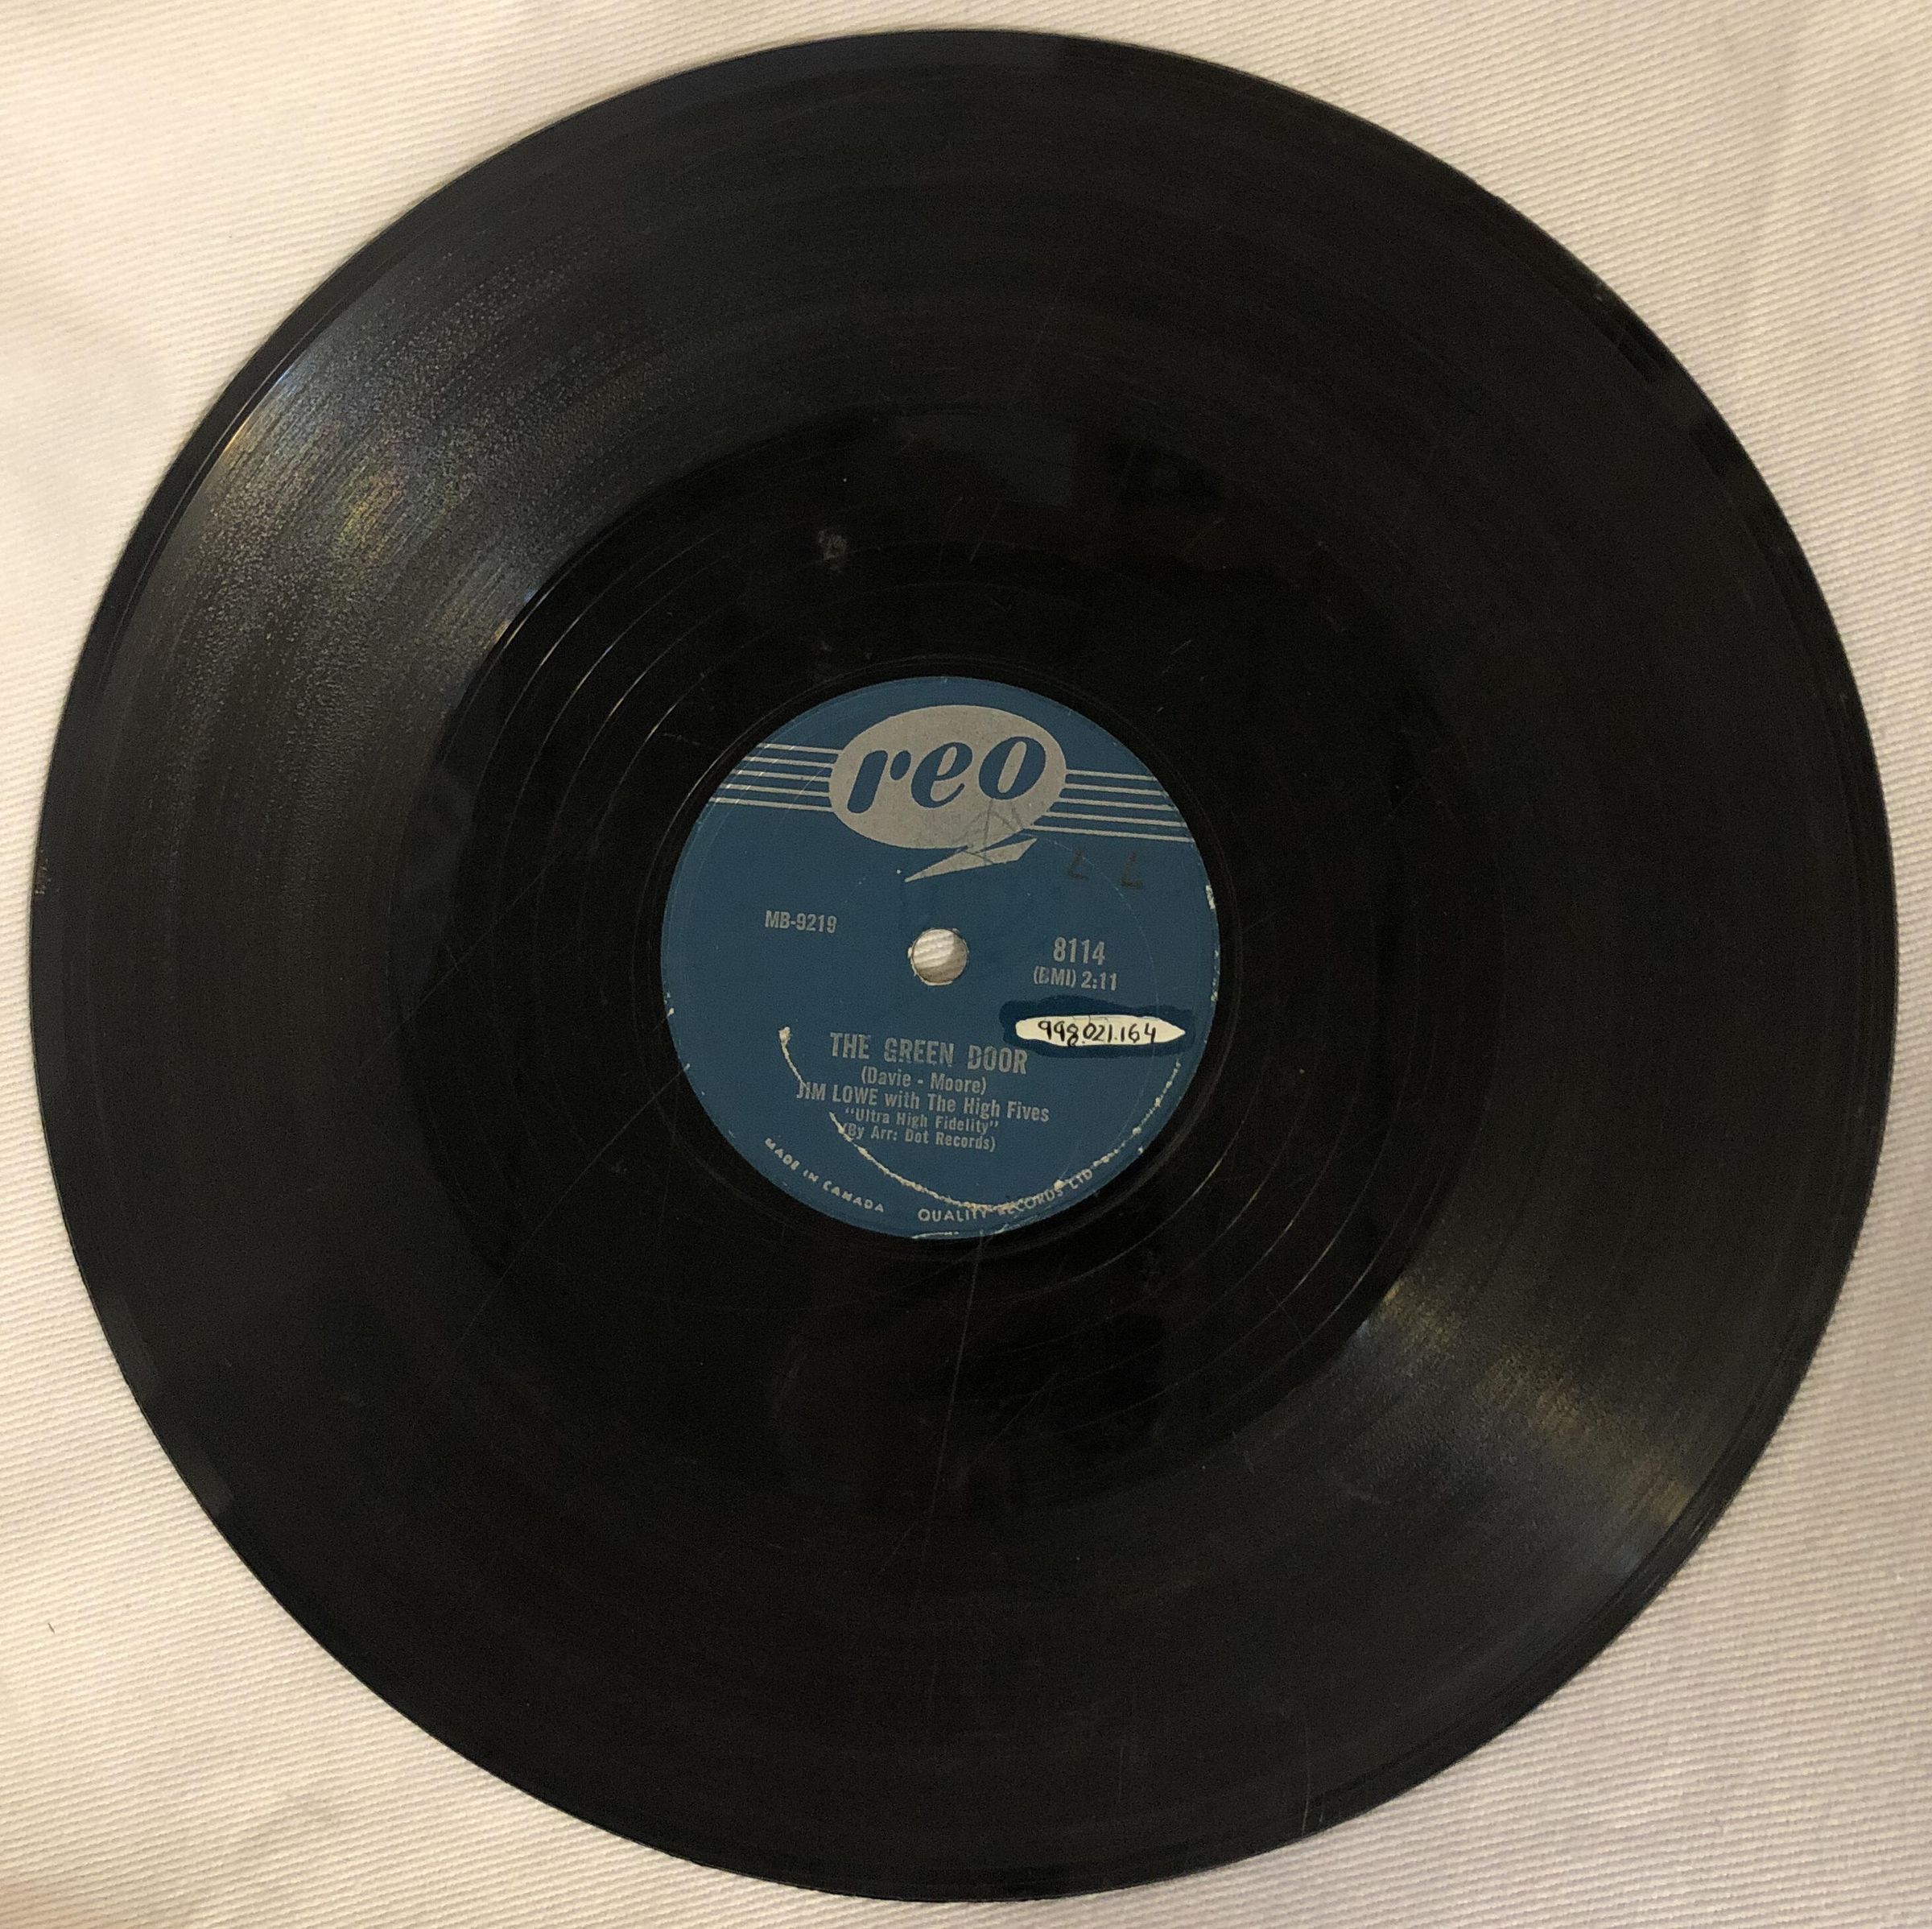 reo
MB-9219
8114
(BMI) 2:11
998.021.164
THE GREEN DOOR
(Davie - Moore)
JIM LOWE with The High Fives
"Ultra High Fidelity"
(By Arr: Dot Records)
MADE IN CANADA
QUALITY RECORDS LTD